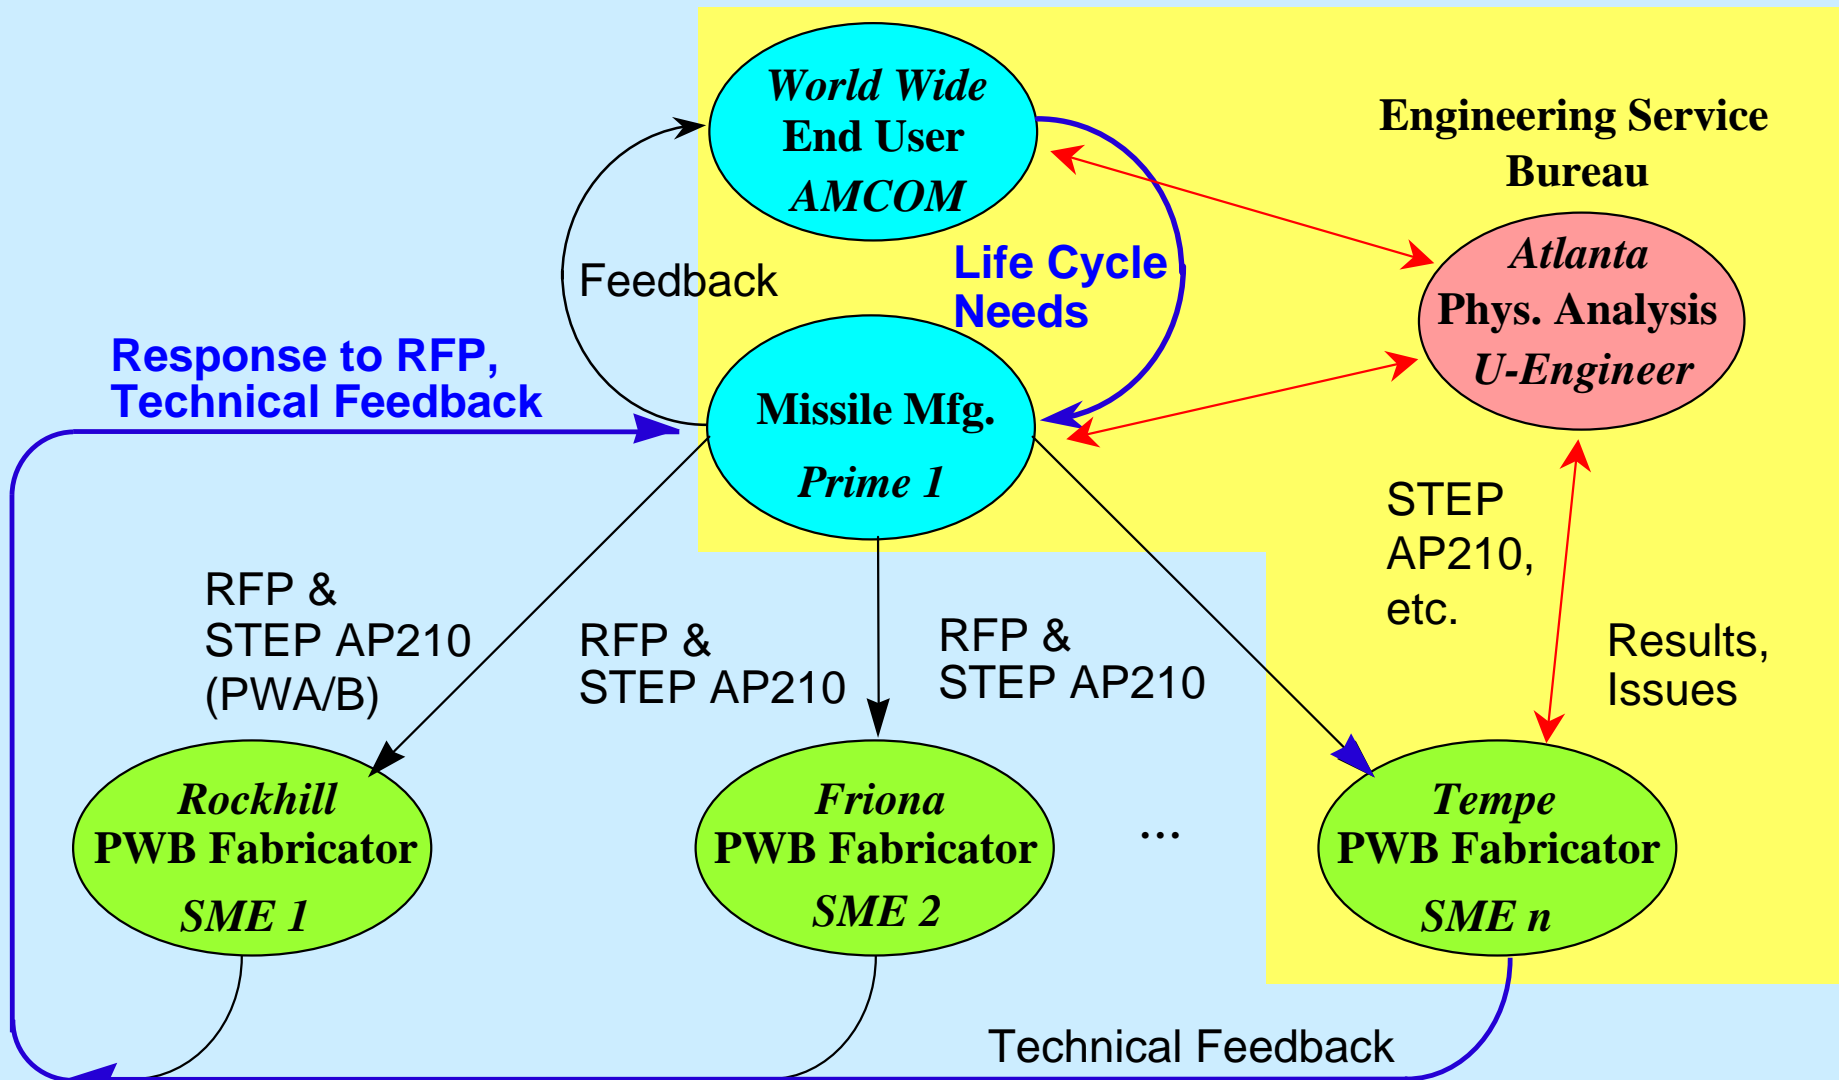 World Wide
End User
AMCOM
Engineering Service
Bureau
Atlanta
Phys. Analysis
U-Engineer
Feedback
Life Cycle
Needs
Response to RFP,
Technical Feedback
Missile Mfg.
Prime 1
STEP
AP210,
etc.
Results,
Issues
RFP &
STEP AP210
(PWA/B)
RFP &
STEP AP210
RFP &
STEP AP210
Rockhill
PWB Fabricator
SME 1
Friona
PWB Fabricator
SME 2
...
Tempe
PWB Fabricator
SME n
Technical Feedback